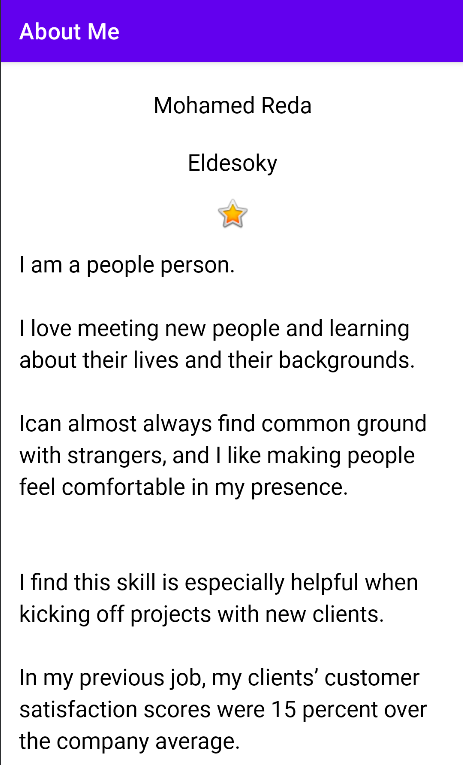 About Me
Mohamed Reda
Eldesoky
I am a people person.
I love meeting new people and learning
about their lives and their backgrounds.
Ican almost always find common ground
with strangers, and I like making people
feel comfortable in my presence.
I find this skill is especially helpful when
kicking off projects with new clients.
In my previous job, my clients’ customer
satisfaction scores were 15 percent over
the company average.